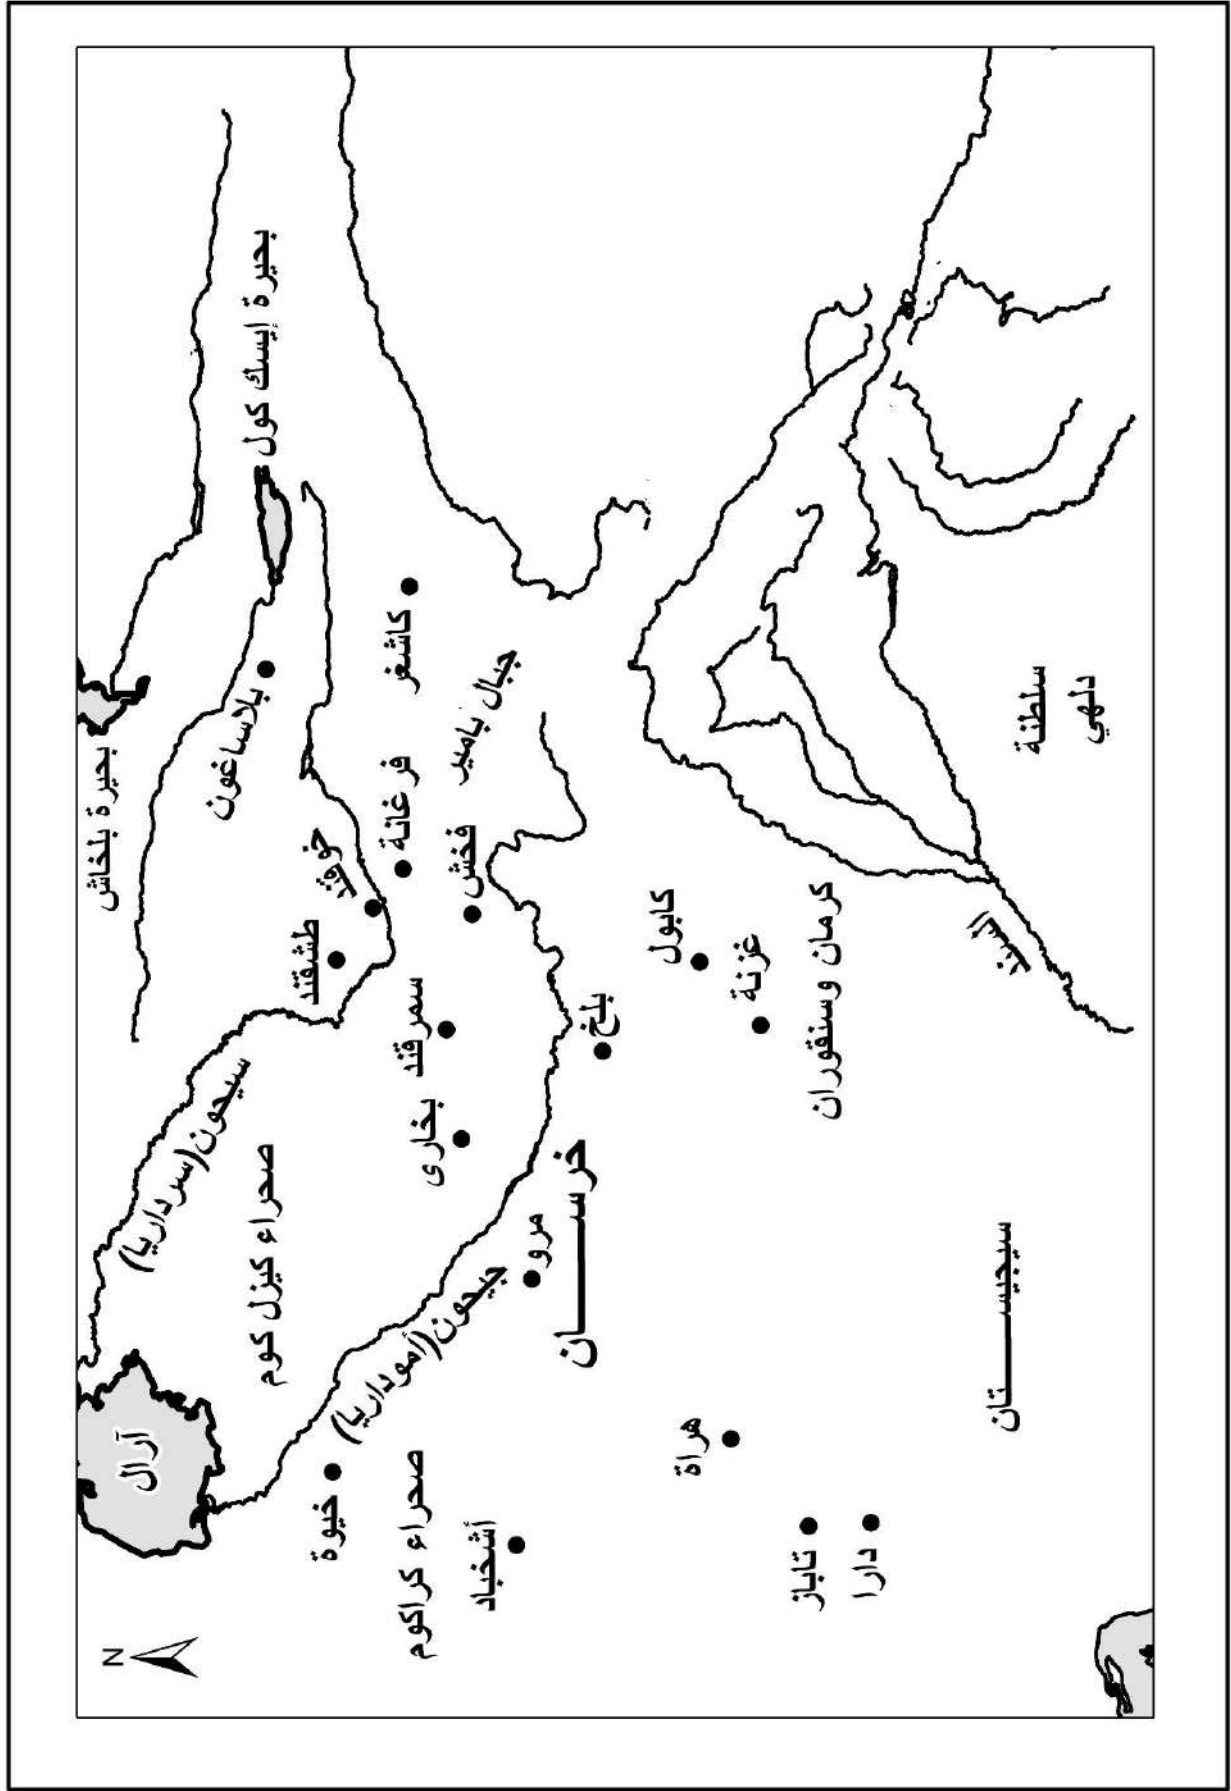 N
آرال
بحيرة بلخاش
بحيرة إيسك كول
بلاساغون
سيحون (سرداريا)
صحراء كيزل كوم
خيوة
جيحون (أموداريا)
صحراء كراكوم
أشخباد
طشقند
خوقند
فرغانة
كاشغر
سمرقند
بخارى
فخش
جبال بامير
مرو
خرســـــــان
بلخ
كابول
غزنة
هراة
تاباز
دارا
كرمان وسنقوران
السند
سيجيســـــــتان
سلطنة
دلهي